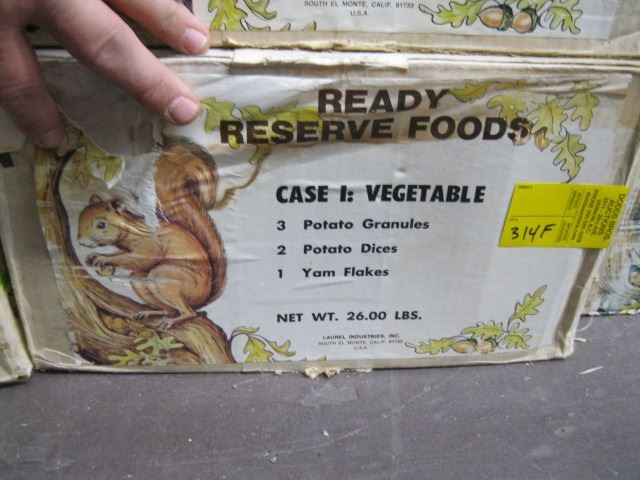 SOUTH EL MONTE, CALIF. 91733
U.S.A.
READY
RESERVE FOODS
CASE I: VEGETABLE
3 Potato Granules
2 Potato Dices
1 Yam Flakes
NET WT. 26.00 LBS.
LAUREL INDUSTRIES, INC.
SOUTH EL MONTE, CALIF. 91733
U.S.A.
314F
AUCTIONS